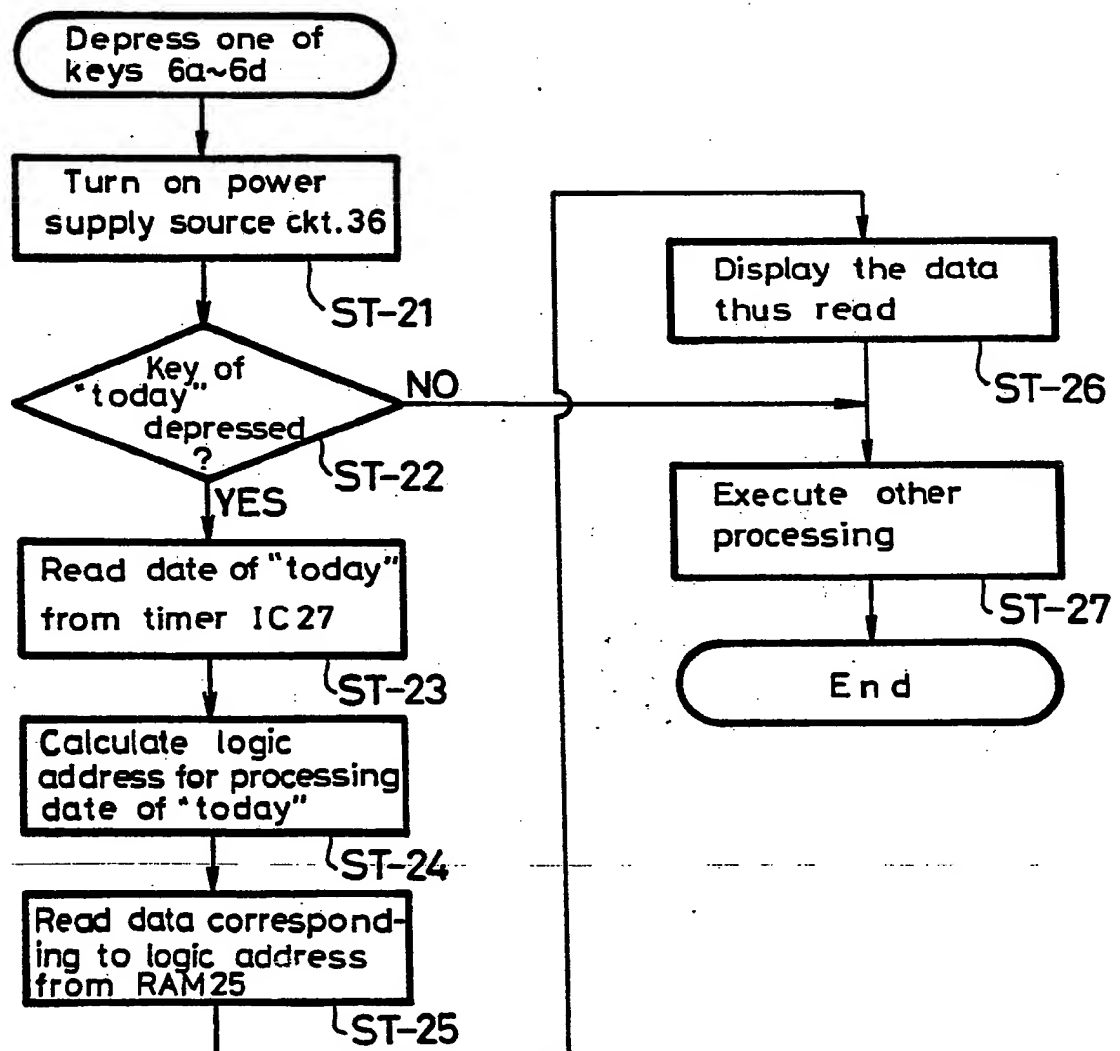 Depress one of
keys 6a~6d
Turn on power
supply source ckt.36
ST-21
Key of
"today"
depressed
?
NO
ST-22
YES
Read date of "today"
from timer IC27
ST-23
Calculate logic
address for processing
date of "today"
ST-24
Read data correspond-
ing to logic address
from RAM25
ST-25
Display the data
thus read
ST-26
Execute other
processing
ST-27
End